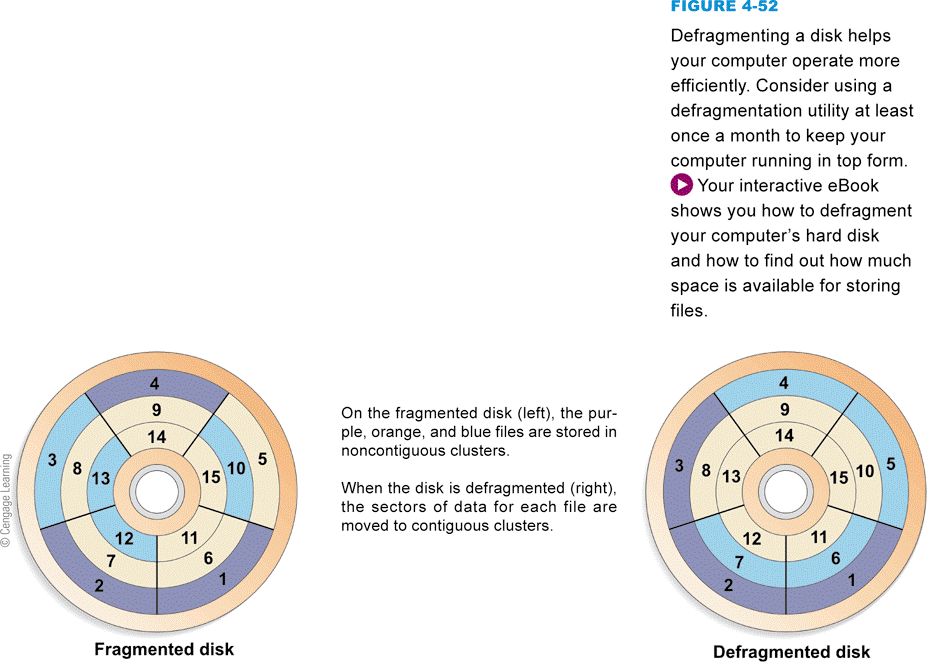 FIGURE 4-52
Defragmenting a disk helps
your computer operate more
efficiently. Consider using a
defragmentation utility at least
once a month to keep your
computer running in top form.
Your interactive eBook
shows you how to defragment
your computer’s hard disk
and how to find out how much
space is available for storing
files.
4
9
14
3
8
13
15
10
5
12
11
7
6
2
1
Fragmented disk
© Cengage Learning
On the fragmented disk (left), the pur-
ple, orange, and blue files are stored in
noncontiguous clusters.
When the disk is defragmented (right),
the sectors of data for each file are
moved to contiguous clusters.
4
9
14
3
8
13
15
10
5
12
11
7
6
2
1
Defragmented disk